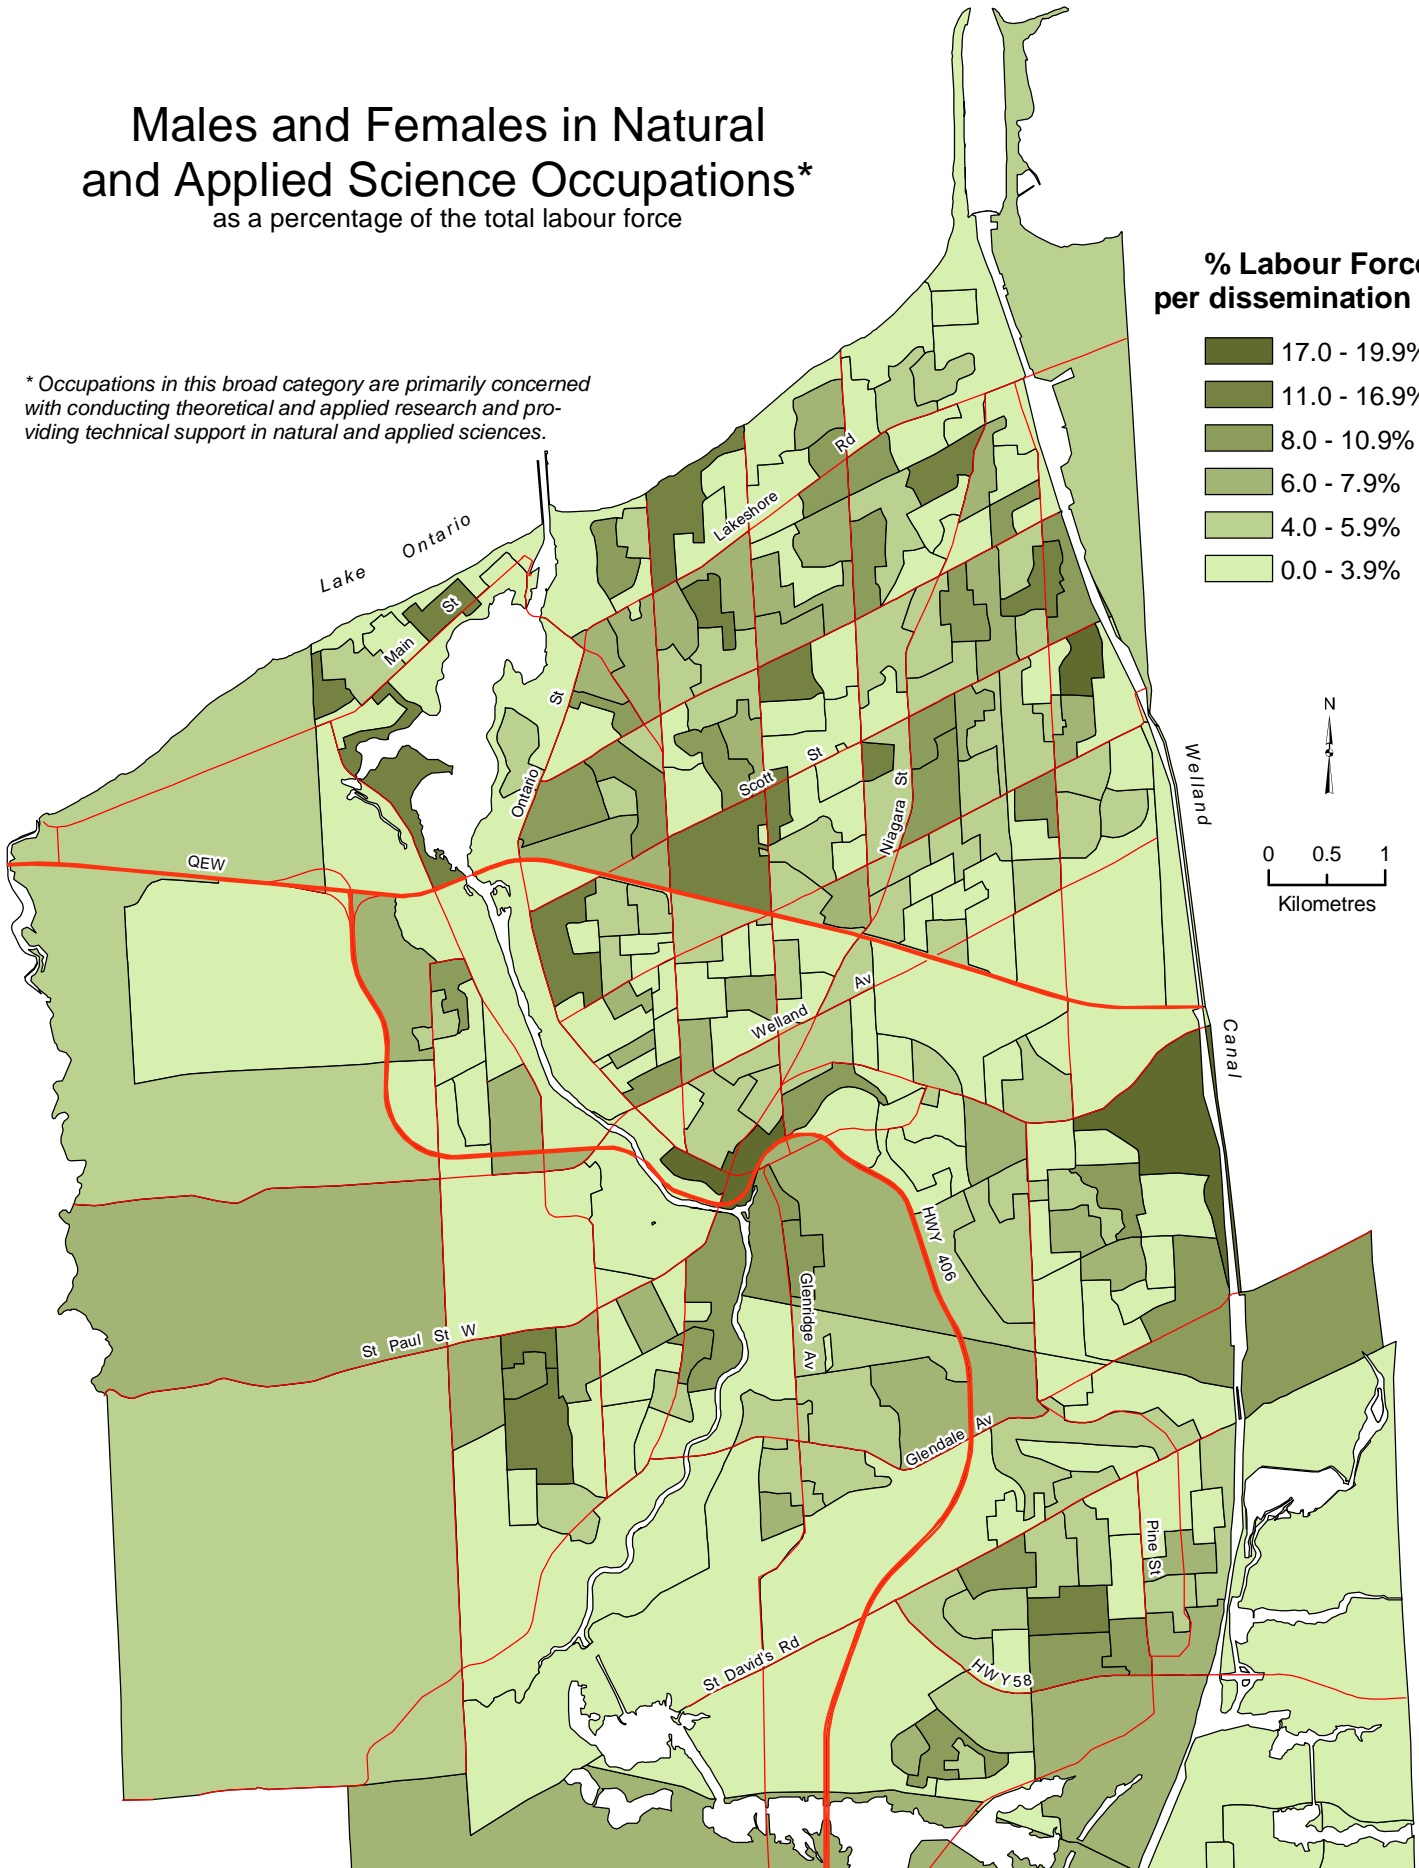 Males and Females in Natural
and Applied Science Occupations*
as a percentage of the total labour force
% Labour Force
per dissemination
17.0 - 19.9%
11.0 - 16.9%
8.0 - 10.9%
6.0 - 7.9%
4.0 - 5.9%
0.0 - 3.9%
* Occupations in this broad category are primarily concerned
with conducting theoretical and applied research and pro-
viding technical support in natural and applied sciences.
Lake Ontario
Main St
Lakeshore Rd
Ontario St
Scott St
Niagara St
Welland Canal
N
0 0.5 1
Kilometres
QEW
Welland Av
HWY 406
Glenridge Av
St Paul St W
Glendale Av
Pine St
St David's Rd
HWY58